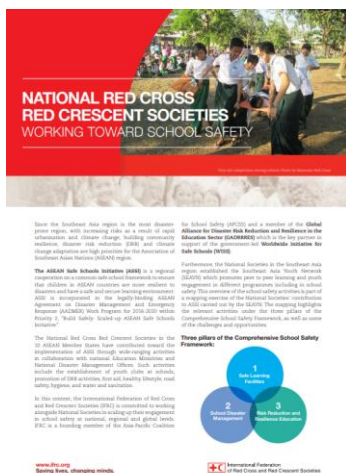 NATIONAL RED CROSS
RED CRESCENT SOCIETIES
WORKING TOWARD SCHOOL SAFETY
Since the Southeast Asia region is the most disaster-
prone region, with increasing risks as a result of rapid
urbanization and climate change, building community
resilience, disaster risk reduction (DRR) and climate
change adaptation are high priorities for the Association of
Southeast Asian Nations (ASEAN) region.
The ASEAN Safe Schools Initiative (ASSI) is a regional
cooperation on a common safe school framework to ensure
that children in ASEAN countries are more resilient to
disasters and have a safe and secure learning environment.
ASSI is incorporated in the legally-binding ASEAN
Agreement on Disaster Management and Emergency
Response (AADMER) Work Programme for 2016-2020 within
Priority 2, "Build Safely: Scaled-up ASEAN Safe Schools
Initiative".
The National Red Cross Red Crescent Societies in the
10 ASEAN Member States have contributed toward the
implementation of ASSI through wide-ranging activities
in collaboration with national Education Ministries and
National Disaster Management Offices. Such activities
include the establishment of youth clubs at schools,
promotion of DRR activities, first aid, healthy lifestyle, road
safety, hygiene, and water and sanitation.
In this context, the International Federation of Red Cross
and Red Crescent Societies (IFRC) is committed to working
alongside National Societies in scaling up their engagement
in school safety at national, regional and global levels.
IFRC is a founding member of the Asia-Pacific Coalition
for School Safety (APCSS) and a member of the Global
Alliance for Disaster Risk Reduction and Resilience in the
Education Sector (GADRRRES) which is the key partner in
support of the government-led Worldwide Initiative for
Safe Schools (WISS).
Furthermore, the National Societies in the Southeast Asia
region established the Southeast Asia Youth Network
(SEAYN) which promotes peer to peer learning and youth
engagement in different programmes including in school
safety. This overview of the school safety activities is part of
a mapping exercise of the National Societies' contribution
to ASSI carried out by the SEAYN. The mapping highlights
the relevant activities under the three pillars of the
Comprehensive School Safety Framework, as well as some
of the challenges and opportunities.
Three pillars of the Comprehensive School Safety
Framework:
1
Safe Learning
Facilities
2
School Disaster
Management
3
Risk Reduction and
Resilience Education
www.ifrc.org
Saving lives, changing minds.
International Federation
of Red Cross and Red Crescent Societies